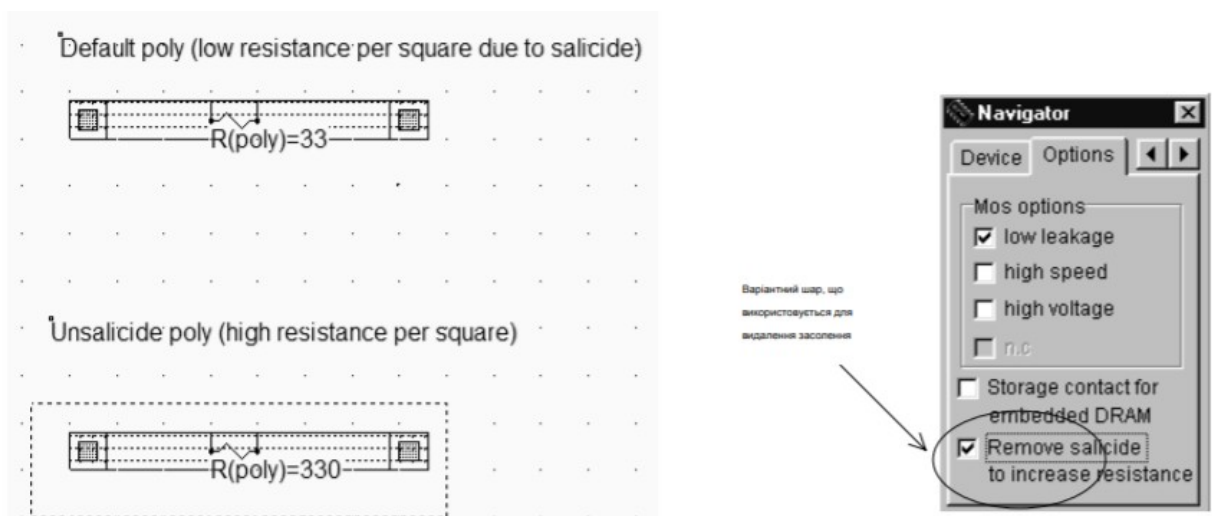 Default poly (low resistance per square due to salicide)
R(poly)=33
Unsalicide poly (high resistance per square)
R(poly)=330
Варіантний шар, що
використовується для
видалення засолення
Navigator
Device
Options
Mos options
low leakage
high speed
high voltage
n.c
Storage contact for
embedded DRAM
Remove salicide
to increase resistance